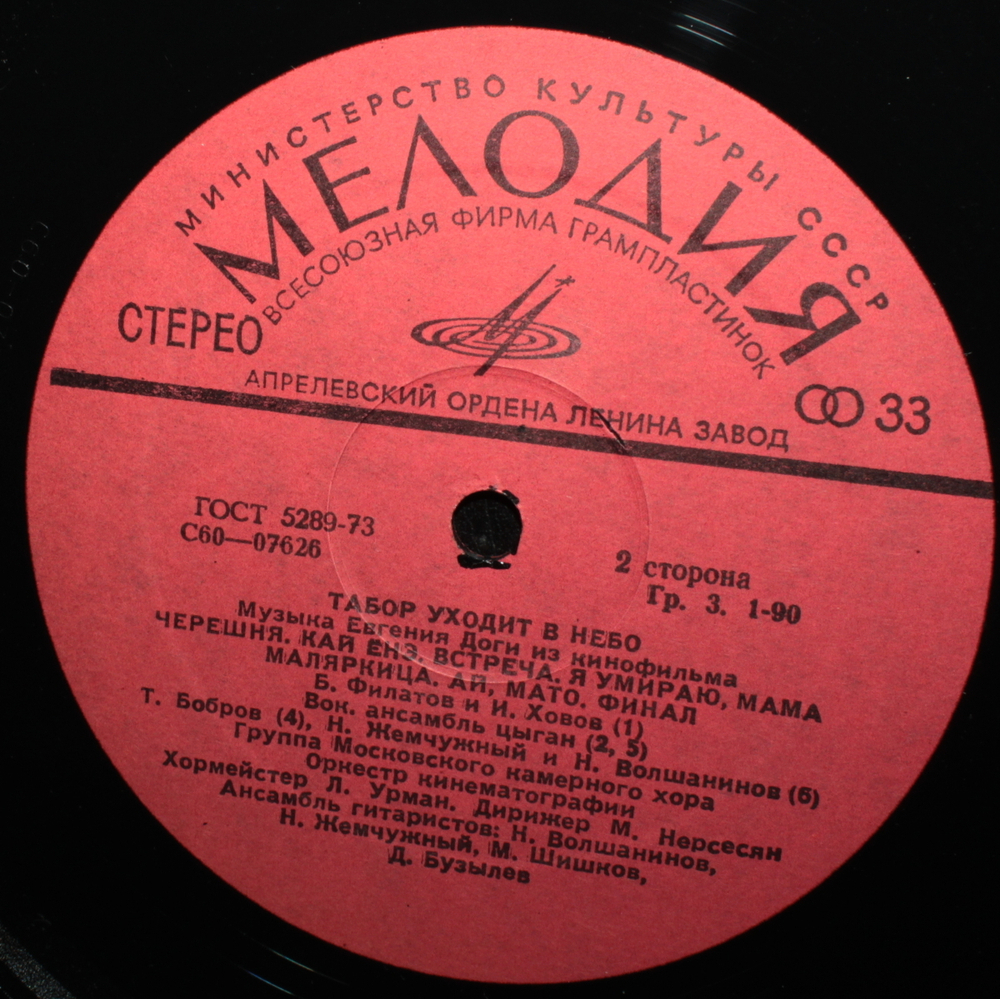 МИНИСТЕРСТВО КУЛЬТУРЫ СССР
МЕЛОДИЯ
ВСЕСОЮЗНАЯ ФИРМА ГРАМПЛАСТИНОК
СТЕРЕО
33
АПРЕЛЕВСКИЙ ОРДЕНА ЛЕНИНА ЗАВОД
ГОСТ 5289-73
С60—07626
2 сторона
Гр. 3. 1-90
ТАБОР УХОДИТ В НЕБО
Музыка Евгения Доги из кинофильма
ЧЕРЕШНЯ. КАЙ ЁНЭ. ВСТРЕЧА. Я УМИРАЮ, МАМА
МАЛЯРКИЦА. АЙ, МАТО. ФИНАЛ
Б. Филатов и И. Ховов (1)
Вок. ансамбль цыган (2, 5)
Т. Бобров (4), Н. Жемчужный и Н. Волшанинов (6)
Группа Московского камерного хора
Оркестр кинематографии
Хормейстер Л. Урман. Дирижер М. Нерсесян
Ансамбль гитаристов: Н. Волшанинов,
Н. Жемчужный, М. Шишков,
Д. Бузылев